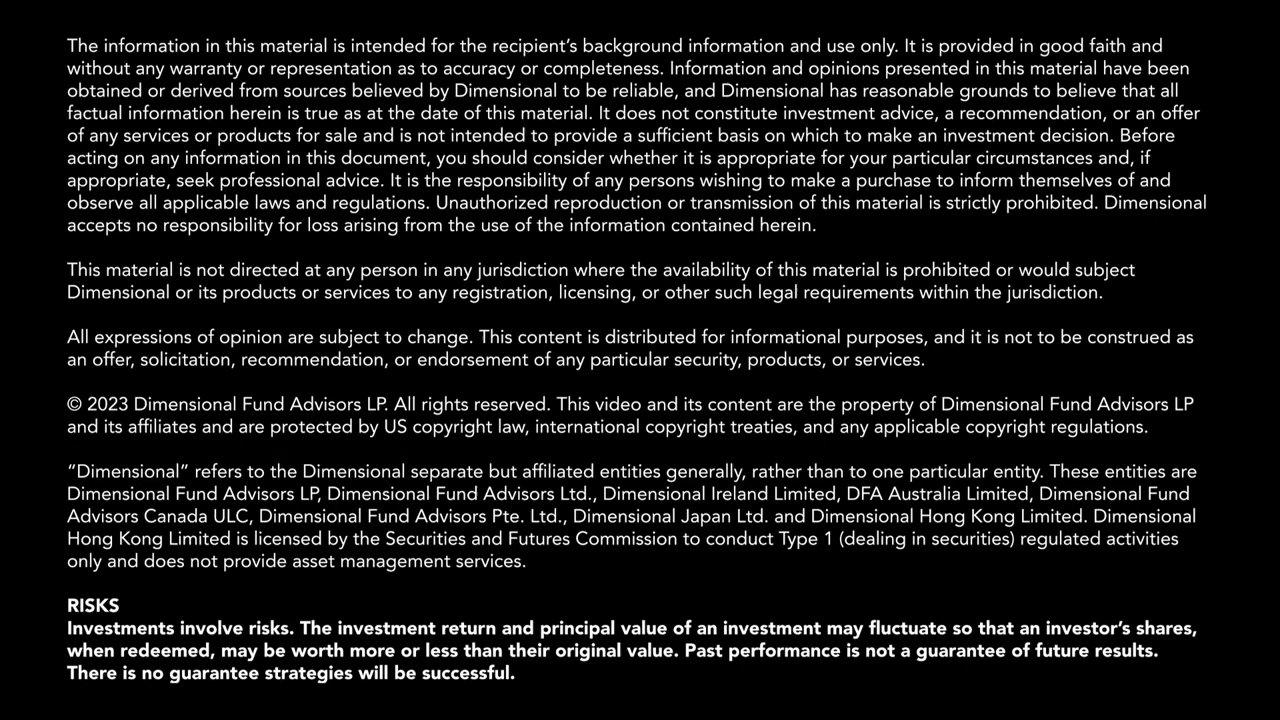 The information in this material is intended for the recipient’s background information and use only. It is provided in good faith and
without any warranty or representation as to accuracy or completeness. Information and opinions presented in this material have been
obtained or derived from sources believed by Dimensional to be reliable, and Dimensional has reasonable grounds to believe that all
factual information herein is true as at the date of this material. It does not constitute investment advice, a recommendation, or an offer
of any services or products for sale and is not intended to provide a sufficient basis on which to make an investment decision. Before
acting on any information in this document, you should consider whether it is appropriate for your particular circumstances and, if
appropriate, seek professional advice. It is the responsibility of any persons wishing to make a purchase to inform themselves of and
observe all applicable laws and regulations. Unauthorized reproduction or transmission of this material is strictly prohibited. Dimensional
accepts no responsibility for loss arising from the use of the information contained herein.
This material is not directed at any person in any jurisdiction where the availability of this material is prohibited or would subject
Dimensional or its products or services to any registration, licensing, or other such legal requirements within the jurisdiction.
All expressions of opinion are subject to change. This content is distributed for informational purposes, and it is not to be construed as
an offer, solicitation, recommendation, or endorsement of any particular security, products, or services.
© 2023 Dimensional Fund Advisors LP. All rights reserved. This video and its content are the property of Dimensional Fund Advisors LP
and its affiliates and are protected by US copyright law, international copyright treaties, and any applicable copyright regulations.
“Dimensional” refers to the Dimensional separate but affiliated entities generally, rather than to one particular entity. These entities are
Dimensional Fund Advisors LP, Dimensional Fund Advisors Ltd., Dimensional Ireland Limited, DFA Australia Limited, Dimensional Fund
Advisors Canada ULC, Dimensional Fund Advisors Pte. Ltd., Dimensional Japan Ltd. and Dimensional Hong Kong Limited. Dimensional
Hong Kong Limited is licensed by the Securities and Futures Commission to conduct Type 1 (dealing in securities) regulated activities
only and does not provide asset management services.
RISKS
Investments involve risks. The investment return and principal value of an investment may fluctuate so that an investor’s shares,
when redeemed, may be worth more or less than their original value. Past performance is not a guarantee of future results.
There is no guarantee strategies will be successful.